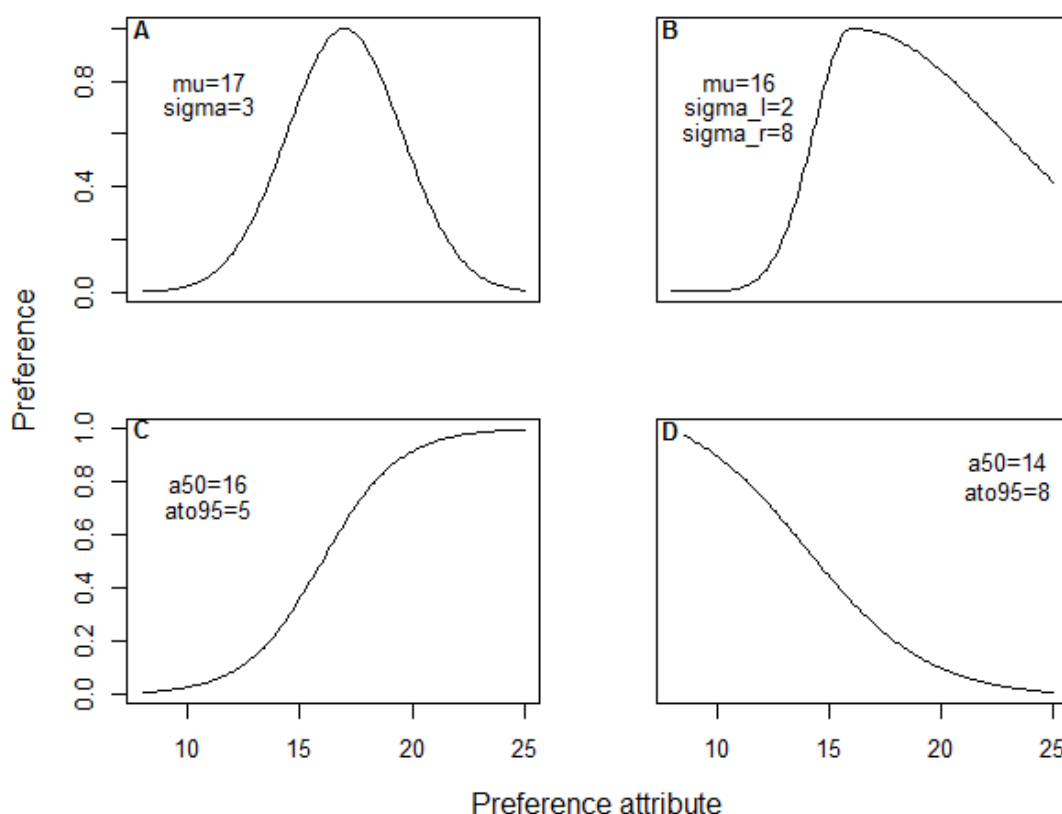 A
mu=17
sigma=3
0.8
0.4
0.0
B
mu=16
sigma_l=2
sigma_r=8
Preference
C
a50=16
ato95=5
1.0
0.8
0.6
0.4
0.2
0.0
10 15 20 25
D
a50=14
ato95=8
10 15 20 25
Preference attribute